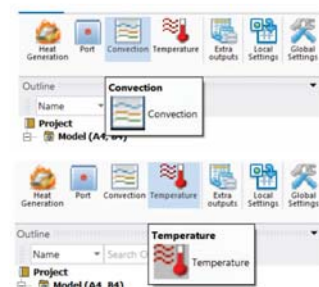 Heat Generation Port Convection Temperature Extra outputs Local Settings Global Settings
Outline
Convection
Name
Convection
Project
Model (A4, B4)
Heat Generation Port Convection Temperature Extra outputs Local Settings Global Settings
Outline
Temperature
Name Search O
Temperature
Project
Model (A4, B4)